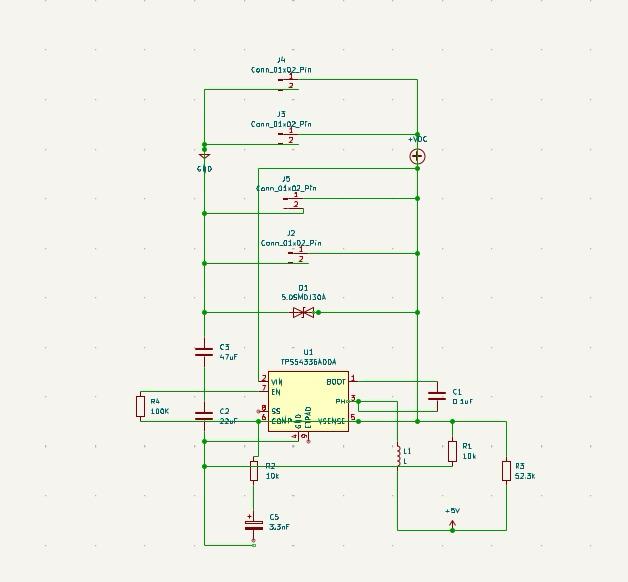 J4
Conn_01x02_Pin
1
2
J3
Conn_01x02_Pin
1
2
+VDC
GND
J5
Conn_01x02_Pin
1
2
J2
Conn_01x02_Pin
1
2
D1
5.0SMDJ30A
C3
47uF
U1
TPS54336ADDA
2 VIN BOOT 1
7 EN
PH 3
8 SS
6 COMP VSENSE 5
GND
ETPAD
4 9
R4
100K
C2
22uF
C1
0.1uF
L1
L
R1
10k
R2
10k
R3
52.3k
+5V
C5
3.3nF